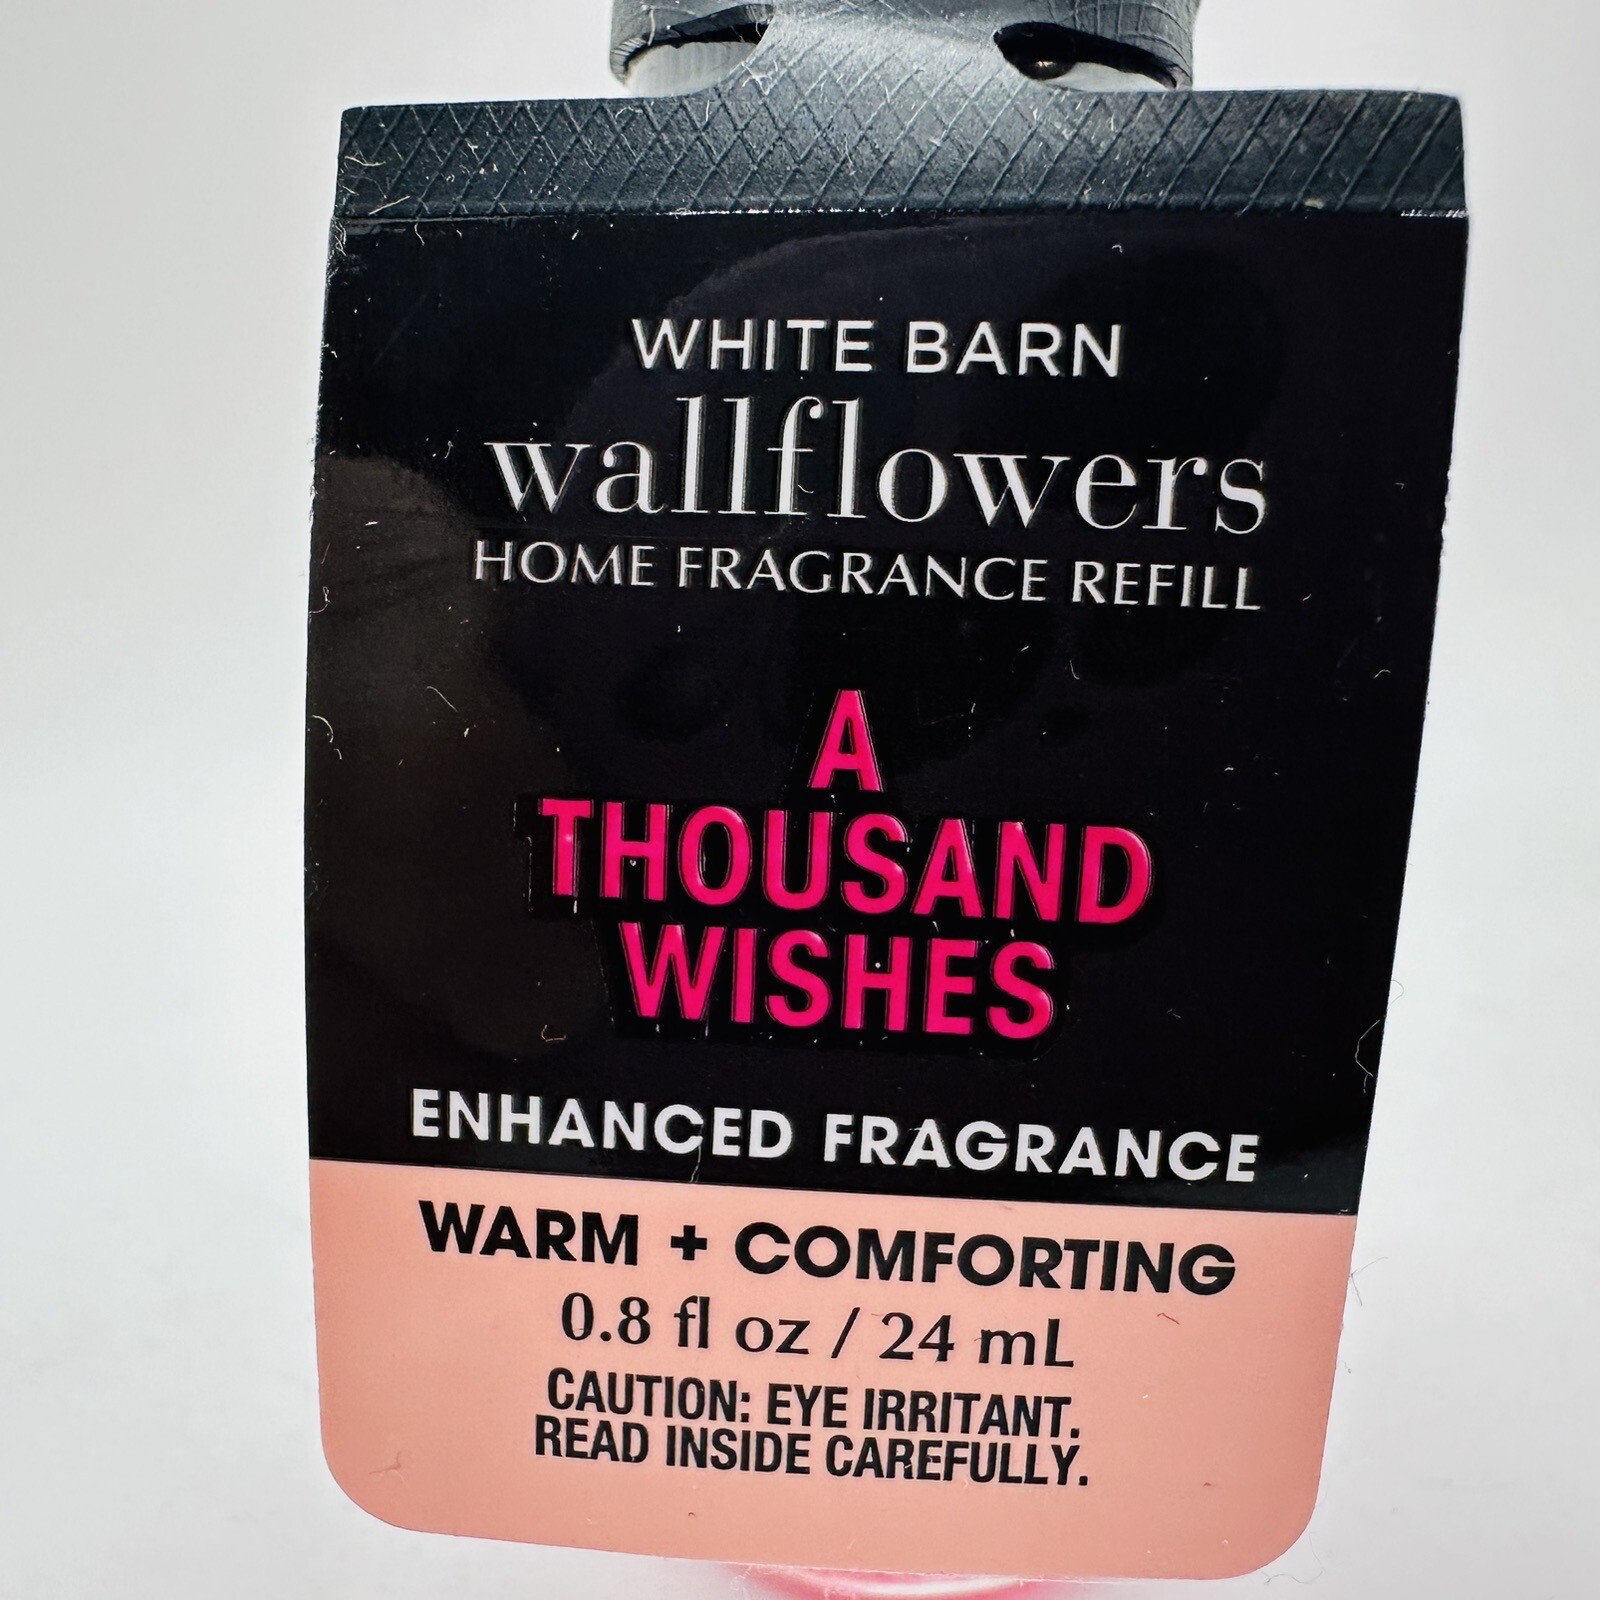 WHITE BARN
wallflowers
HOME FRAGRANCE REFILL
A
THOUSAND
WISHES
ENHANCED FRAGRANCE
WARM + COMFORTING
0.8 fl oz / 24 mL
CAUTION: EYE IRRITANT.
READ INSIDE CAREFULLY.